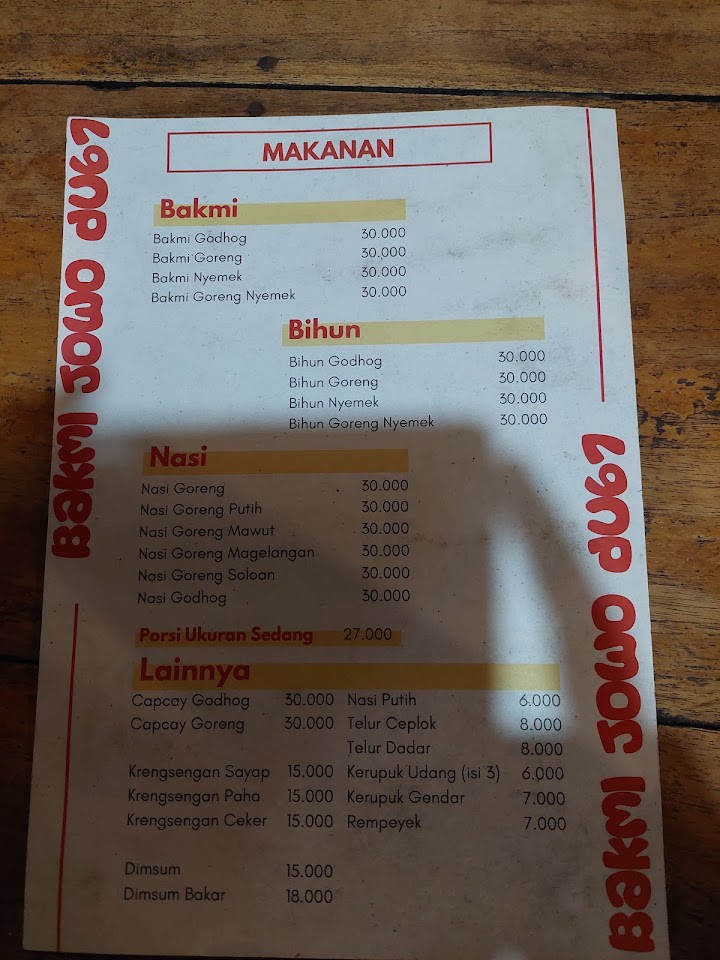 MAKANAN
BAKMI JOWO DU67
Bakmi
Bakmi Godhog 30.000
Bakmi Goreng 30.000
Bakmi Nyemek 30.000
Bakmi Goreng Nyemek 30.000
Bihun
Bihun Godhog 30.000
Bihun Goreng 30.000
Bihun Nyemek 30.000
Bihun Goreng Nyemek 30.000
Nasi
Nasi Goreng 30.000
Nasi Goreng Putih 30.000
Nasi Goreng Mawut 30.000
Nasi Goreng Magelangan 30.000
Nasi Goreng Soloan 30.000
Nasi Godhog 30.000
Porsi Ukuran Sedang 27.000
Lainnya
Capcay Godhog 30.000 Nasi Putih 6.000
Capcay Goreng 30.000 Telur Ceplok 8.000
Telur Dadar 8.000
Krengsengan Sayap 15.000 Kerupuk Udang (isi 3) 6.000
Krengsengan Paha 15.000 Kerupuk Gendar 7.000
Krengsengan Ceker 15.000 Rempeyek 7.000
Dimsum 15.000
Dimsum Bakar 18.000
BAKMI JOWO DU67